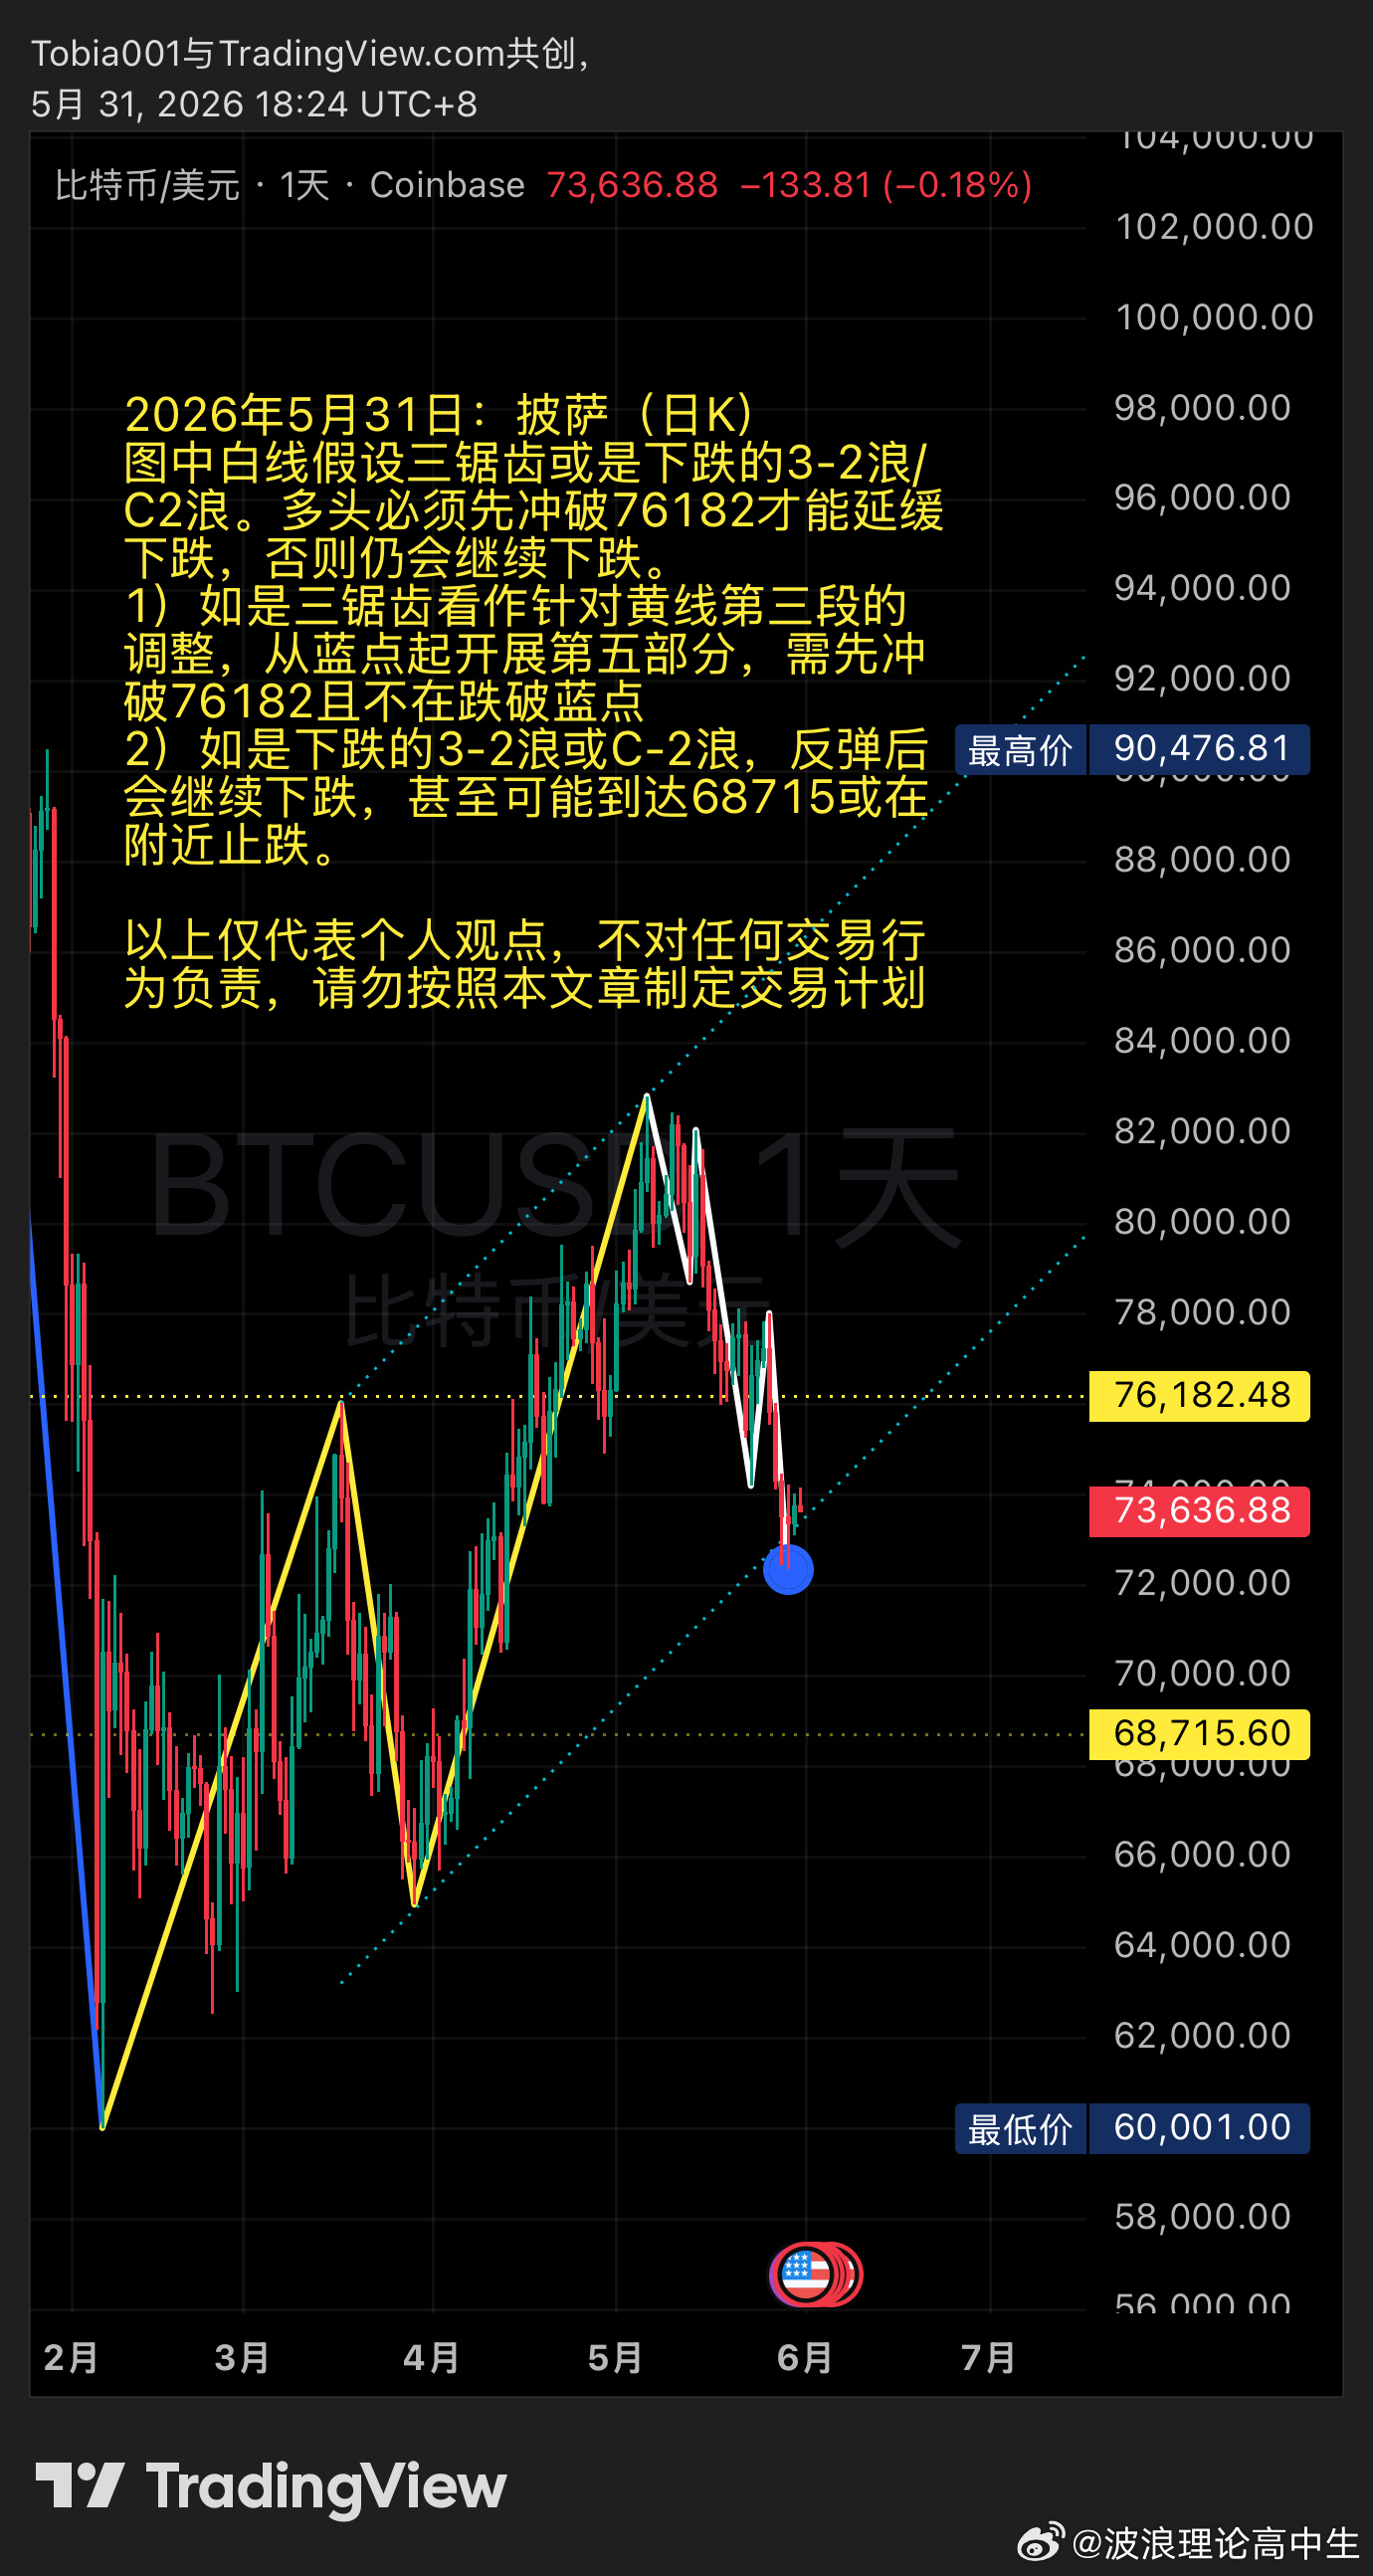 Tobia001与TradingView.com共创,
5月 31, 2026 18:24 UTC+8
104,000.00
比特币/美元 · 1天 · Coinbase 73,636.88 −133.81 (−0.18%)
102,000.00
100,000.00
98,000.00
2026年5月31日：披萨（日K）
图中白线假设三锯齿或是下跌的3-2浪/
C2浪。多头必须先冲破76182才能延缓
下跌，否则仍会继续下跌。
1）如是三锯齿看作针对黄线第三段的
调整，从蓝点起开展第五部分，需先冲
破76182且不在跌破蓝点
2）如是下跌的3-2浪或C-2浪，反弹后
会继续下跌，甚至可能到达68715或在
附近止跌。
以上仅代表个人观点，不对任何交易行
为负责，请勿按照本文章制定交易计划
96,000.00
94,000.00
92,000.00
最高价 90,476.81
90,000.00
88,000.00
86,000.00
84,000.00
82,000.00
BTCUSD 1天
80,000.00
比特币/美元
78,000.00
76,182.48
74,000.00
73,636.88
72,000.00
70,000.00
68,715.60
68,000.00
66,000.00
64,000.00
62,000.00
最低价 60,001.00
58,000.00
56,000.00
2月 3月 4月 5月 6月 7月
TradingView
@波浪理论高中生